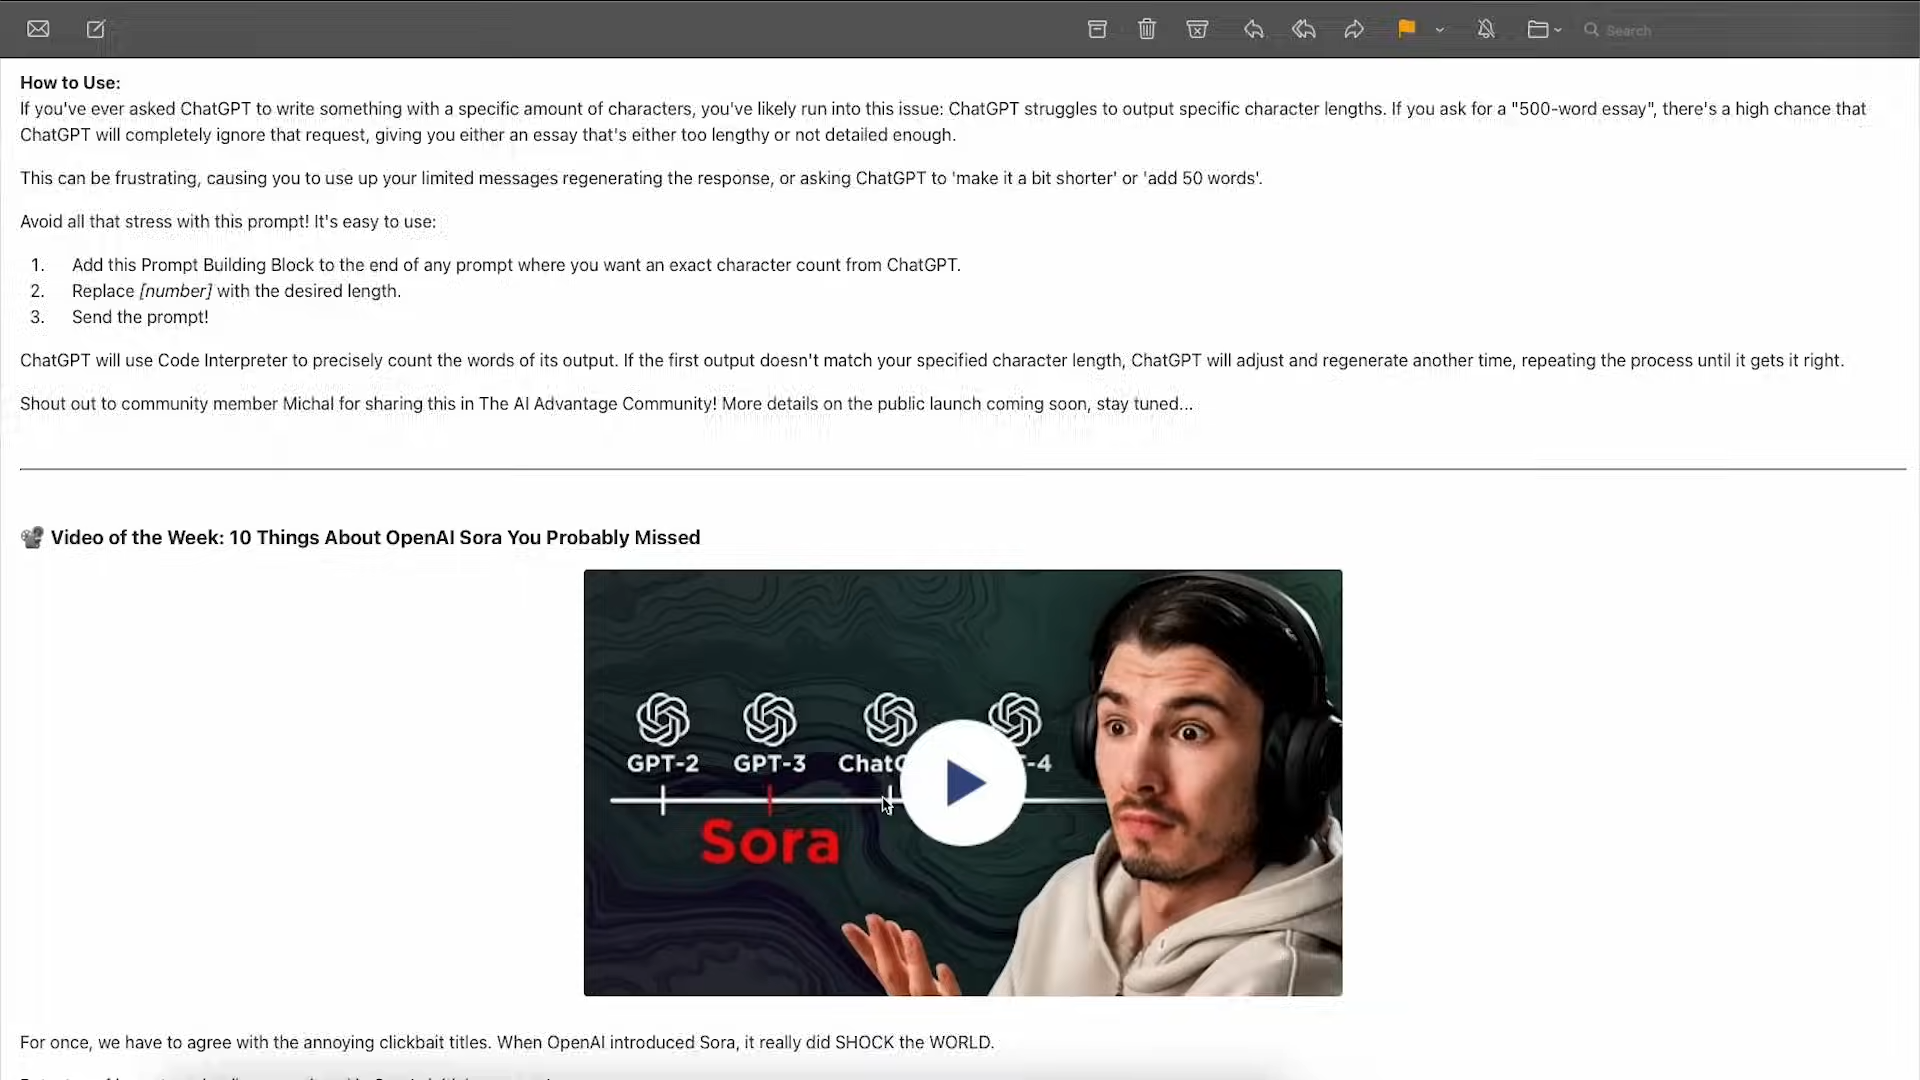 Search
How to Use:
If you've ever asked ChatGPT to write something with a specific amount of characters, you've likely run into this issue: ChatGPT struggles to output specific character lengths. If you ask for a "500-word essay", there's a high chance that
ChatGPT will completely ignore that request, giving you either an essay that's either too lengthy or not detailed enough.
This can be frustrating, causing you to use up your limited messages regenerating the response, or asking ChatGPT to 'make it a bit shorter' or 'add 50 words'.
Avoid all that stress with this prompt! It's easy to use:
1. Add this Prompt Building Block to the end of any prompt where you want an exact character count from ChatGPT.
2. Replace [number] with the desired length.
3. Send the prompt!
ChatGPT will use Code Interpreter to precisely count the words of its output. If the first output doesn't match your specified character length, ChatGPT will adjust and regenerate another time, repeating the process until it gets it right.
Shout out to community member Michal for sharing this in The AI Advantage Community! More details on the public launch coming soon, stay tuned...
Video of the Week: 10 Things About OpenAI Sora You Probably Missed
GPT-2 GPT-3 ChatG -4
Sora
For once, we have to agree with the annoying clickbait titles. When OpenAI introduced Sora, it really did SHOCK the WORLD.